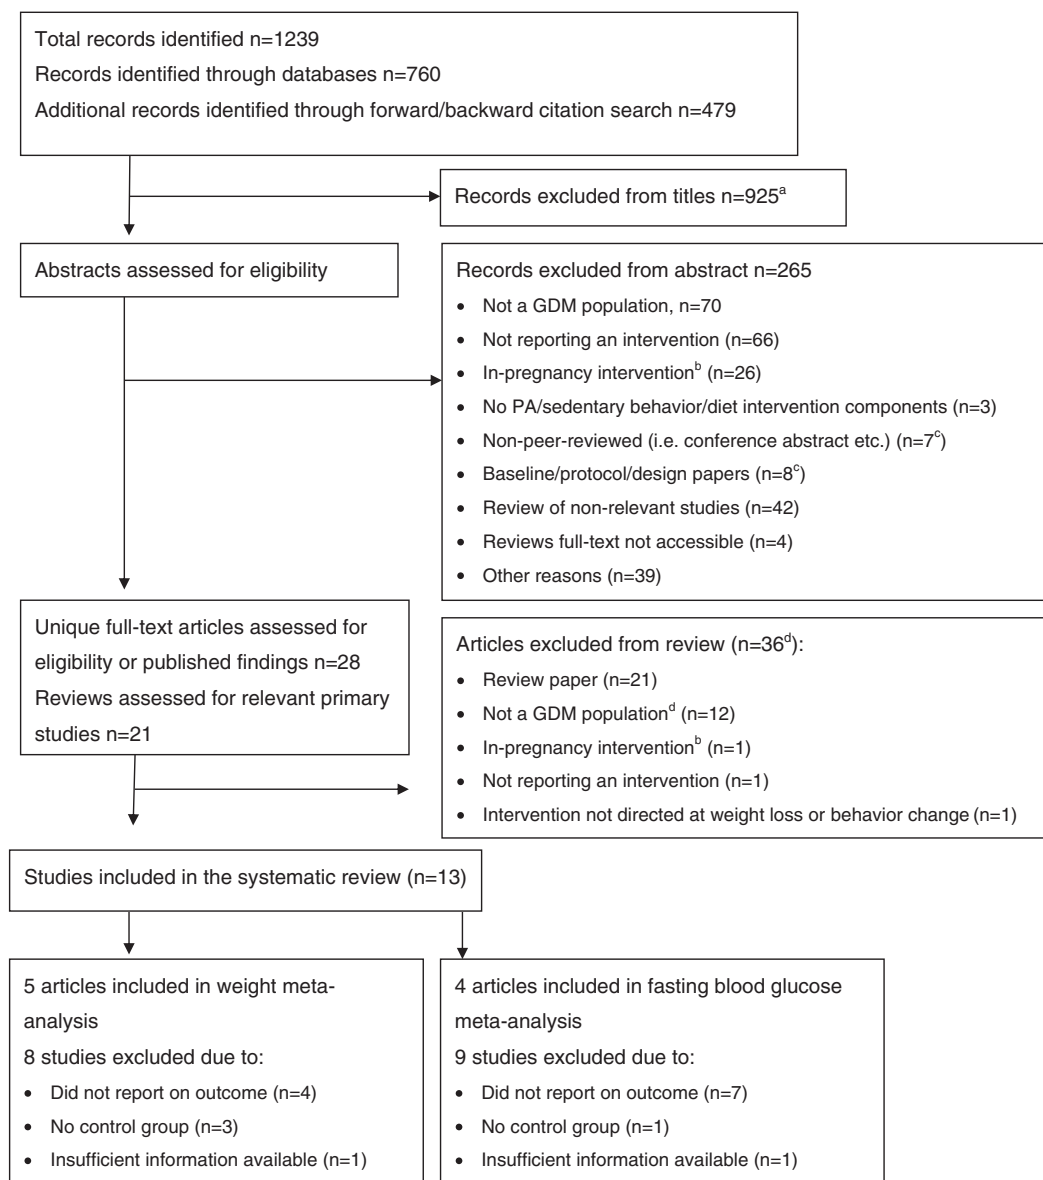 Total records identified n=1239
Records identified through databases n=760
Additional records identified through forward/backward citation search n=479
Records excluded from titles n=925a
Abstracts assessed for eligibility
Records excluded from abstract n=265
• Not a GDM population, n=70
• Not reporting an intervention (n=66)
• In-pregnancy interventionb (n=26)
• No PA/sedentary behavior/diet intervention components (n=3)
• Non-peer-reviewed (i.e. conference abstract etc.) (n=7c)
• Baseline/protocol/design papers (n=8c)
• Review of non-relevant studies (n=42)
• Reviews full-text not accessible (n=4)
• Other reasons (n=39)
Unique full-text articles assessed for
eligibility or published findings n=28
Reviews assessed for relevant primary
studies n=21
Articles excluded from review (n=36d):
• Review paper (n=21)
• Not a GDM populationd (n=12)
• In-pregnancy interventionb (n=1)
• Not reporting an intervention (n=1)
• Intervention not directed at weight loss or behavior change (n=1)
Studies included in the systematic review (n=13)
5 articles included in weight meta-
analysis
8 studies excluded due to:
• Did not report on outcome (n=4)
• No control group (n=3)
• Insufficient information available (n=1)
4 articles included in fasting blood glucose
meta-analysis
9 studies excluded due to:
• Did not report on outcome (n=7)
• No control group (n=1)
• Insufficient information available (n=1)